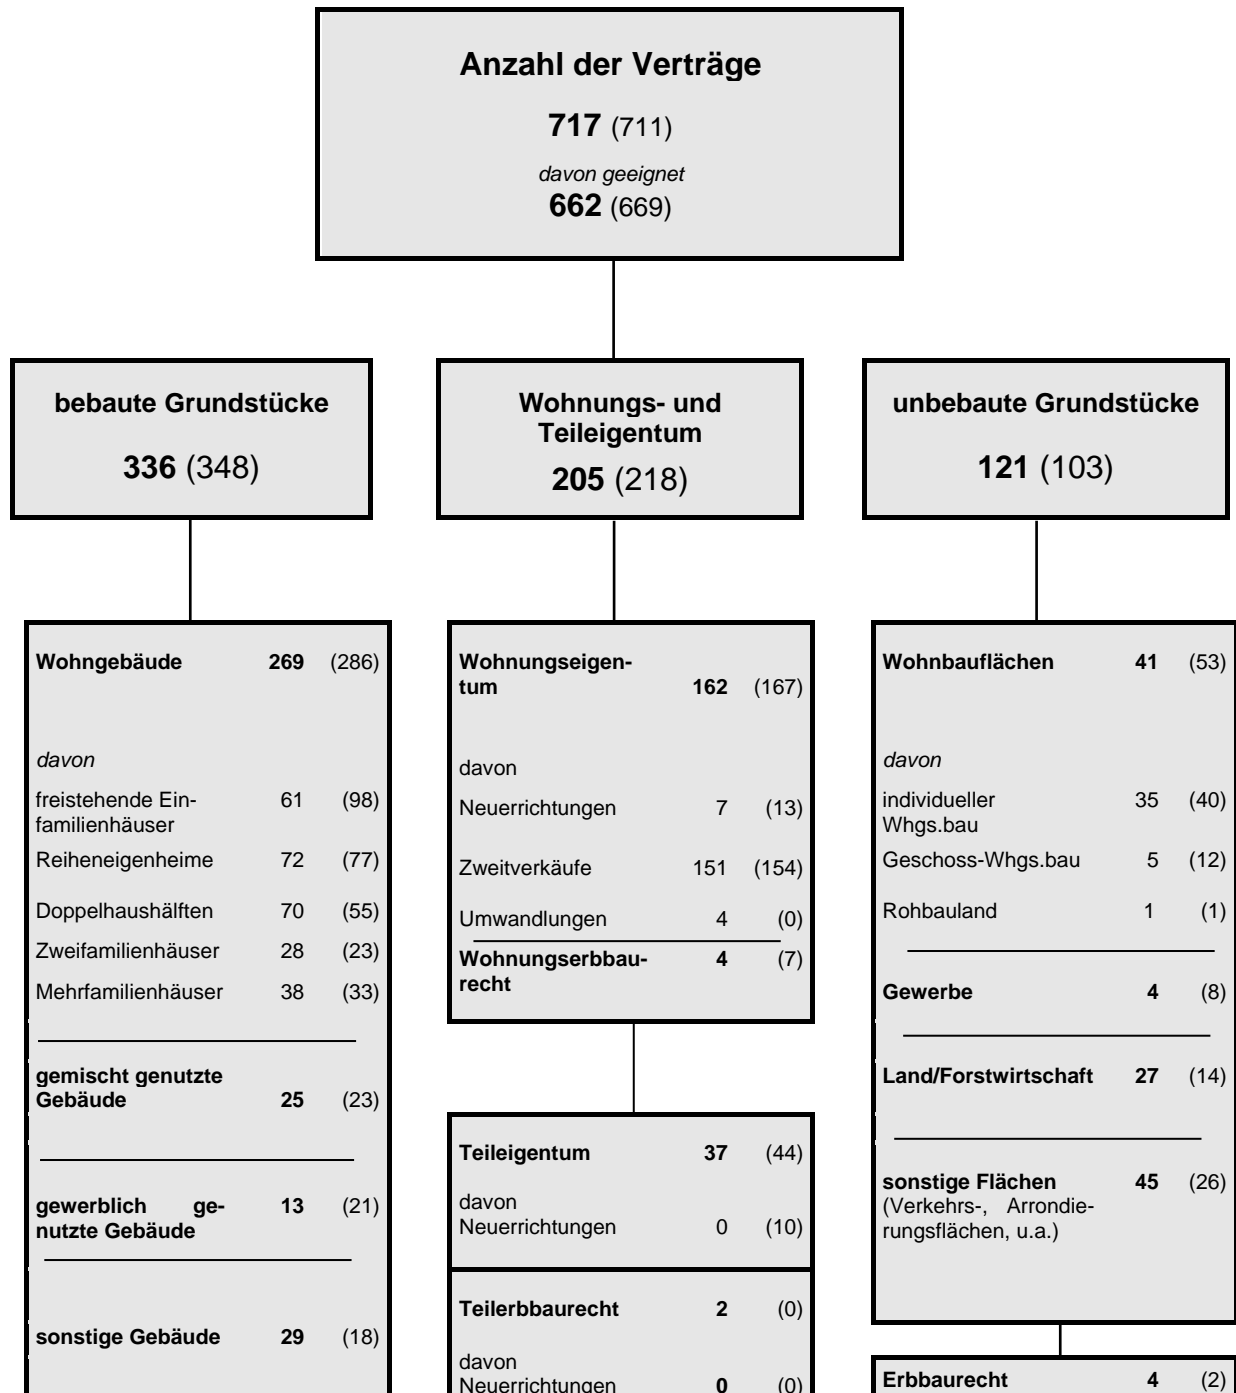 Anzahl der Verträge
717 (711)
davon geeignet
662 (669)
bebaute Grundstücke
336 (348)
Wohnungs- und
Teileigentum
205 (218)
unbebaute Grundstücke
121 (103)
Wohngebäude 269 (286)
davon
freistehende Ein- 61 (98)
familienhäuser
Reiheneigenheime 72 (77)
Doppelhaushälften 70 (55)
Zweifamilienhäuser 28 (23)
Mehrfamilienhäuser 38 (33)
gemischt genutzte
Gebäude 25 (23)
gewerblich ge- 13 (21)
nutzte Gebäude
sonstige Gebäude 29 (18)
Wohnungseigen-
tum 162 (167)
davon
Neuerrichtungen 7 (13)
Zweitverkäufe 151 (154)
Umwandlungen 4 (0)
Wohnungserbbau- 4 (7)
recht
Teileigentum 37 (44)
davon
Neuerrichtungen 0 (10)
Teilerbbaurecht 2 (0)
davon
Neuerrichtungen 0 (0)
Wohnbauflächen 41 (53)
davon
individueller 35 (40)
Whgs.bau
Geschoss-Whgs.bau 5 (12)
Rohbauland 1 (1)
Gewerbe 4 (8)
Land/Forstwirtschaft 27 (14)
sonstige Flächen 45 (26)
(Verkehrs-, Arrondie-
rungsflächen, u.a.)
Erbbaurecht 4 (2)